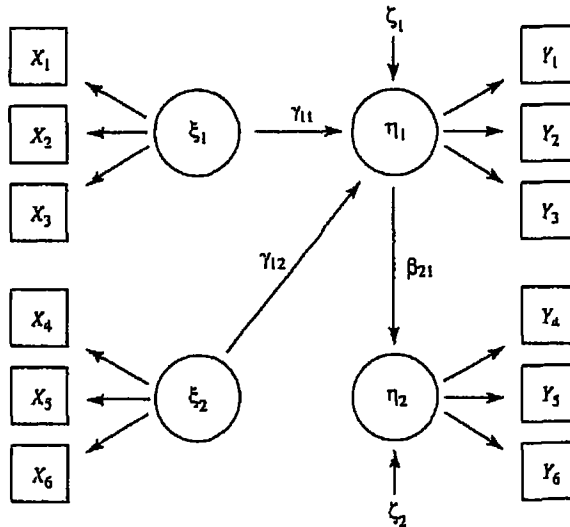 ζ₁
X₁
Y₁
X₂
ξ₁
γ₁₁
η₁
Y₂
X₃
Y₃
γ₁₂
β₂₁
X₄
Y₄
X₅
ξ₂
η₂
Y₅
X₆
Y₆
ζ₂